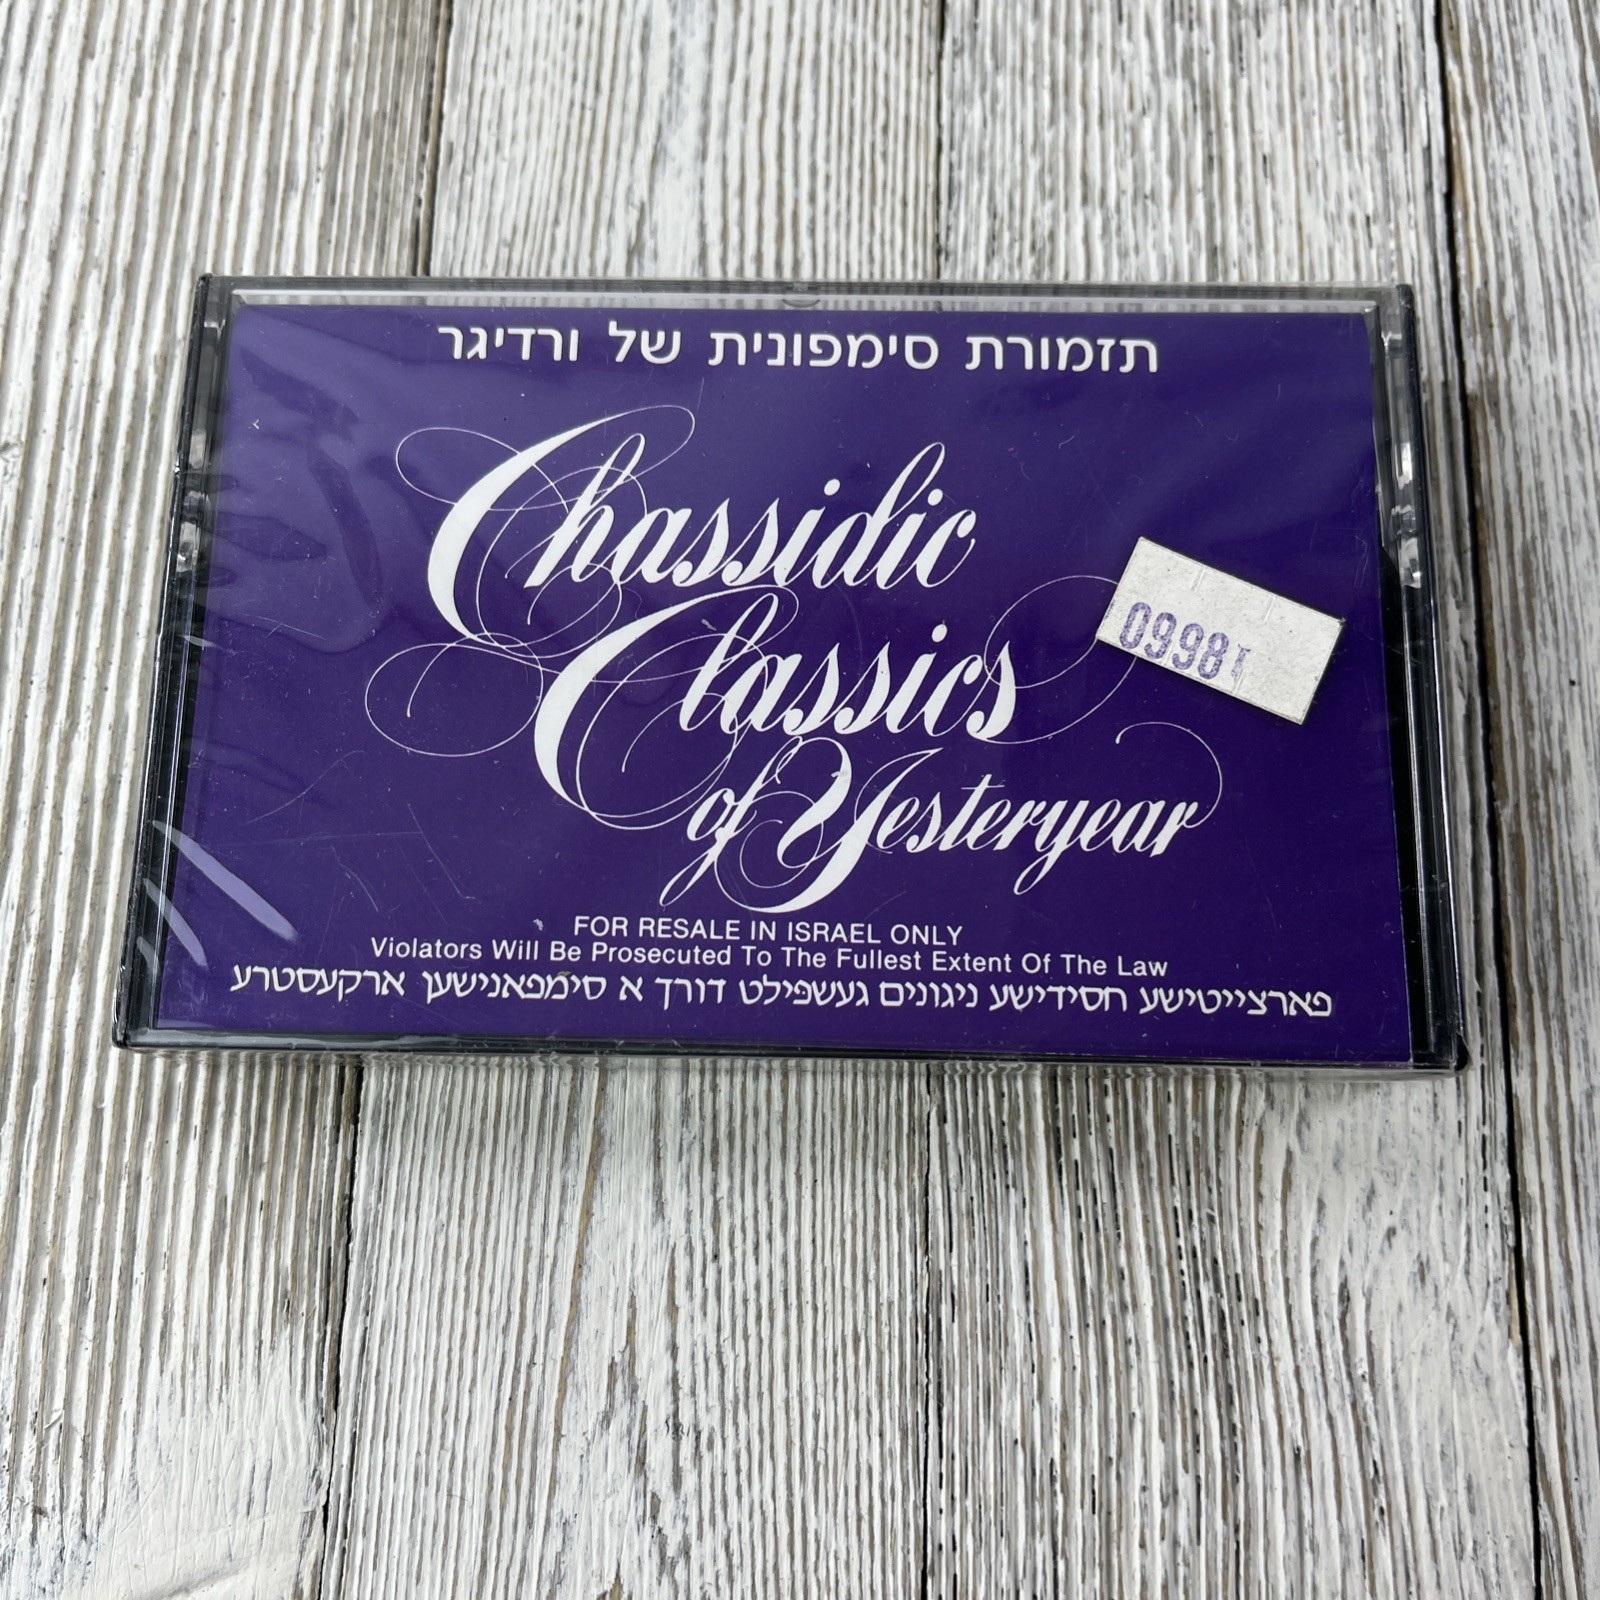 תזמורת סימפונית של ורדיגר
Chassidic
Classics
of Yesteryear
09981
FOR RESALE IN ISRAEL ONLY
Violators Will Be Prosecuted To The Fullest Extent Of The Law
פארצייטישע חסידישע ניגונים געשפילט דורך א סימפאנישען ארקעסטרע